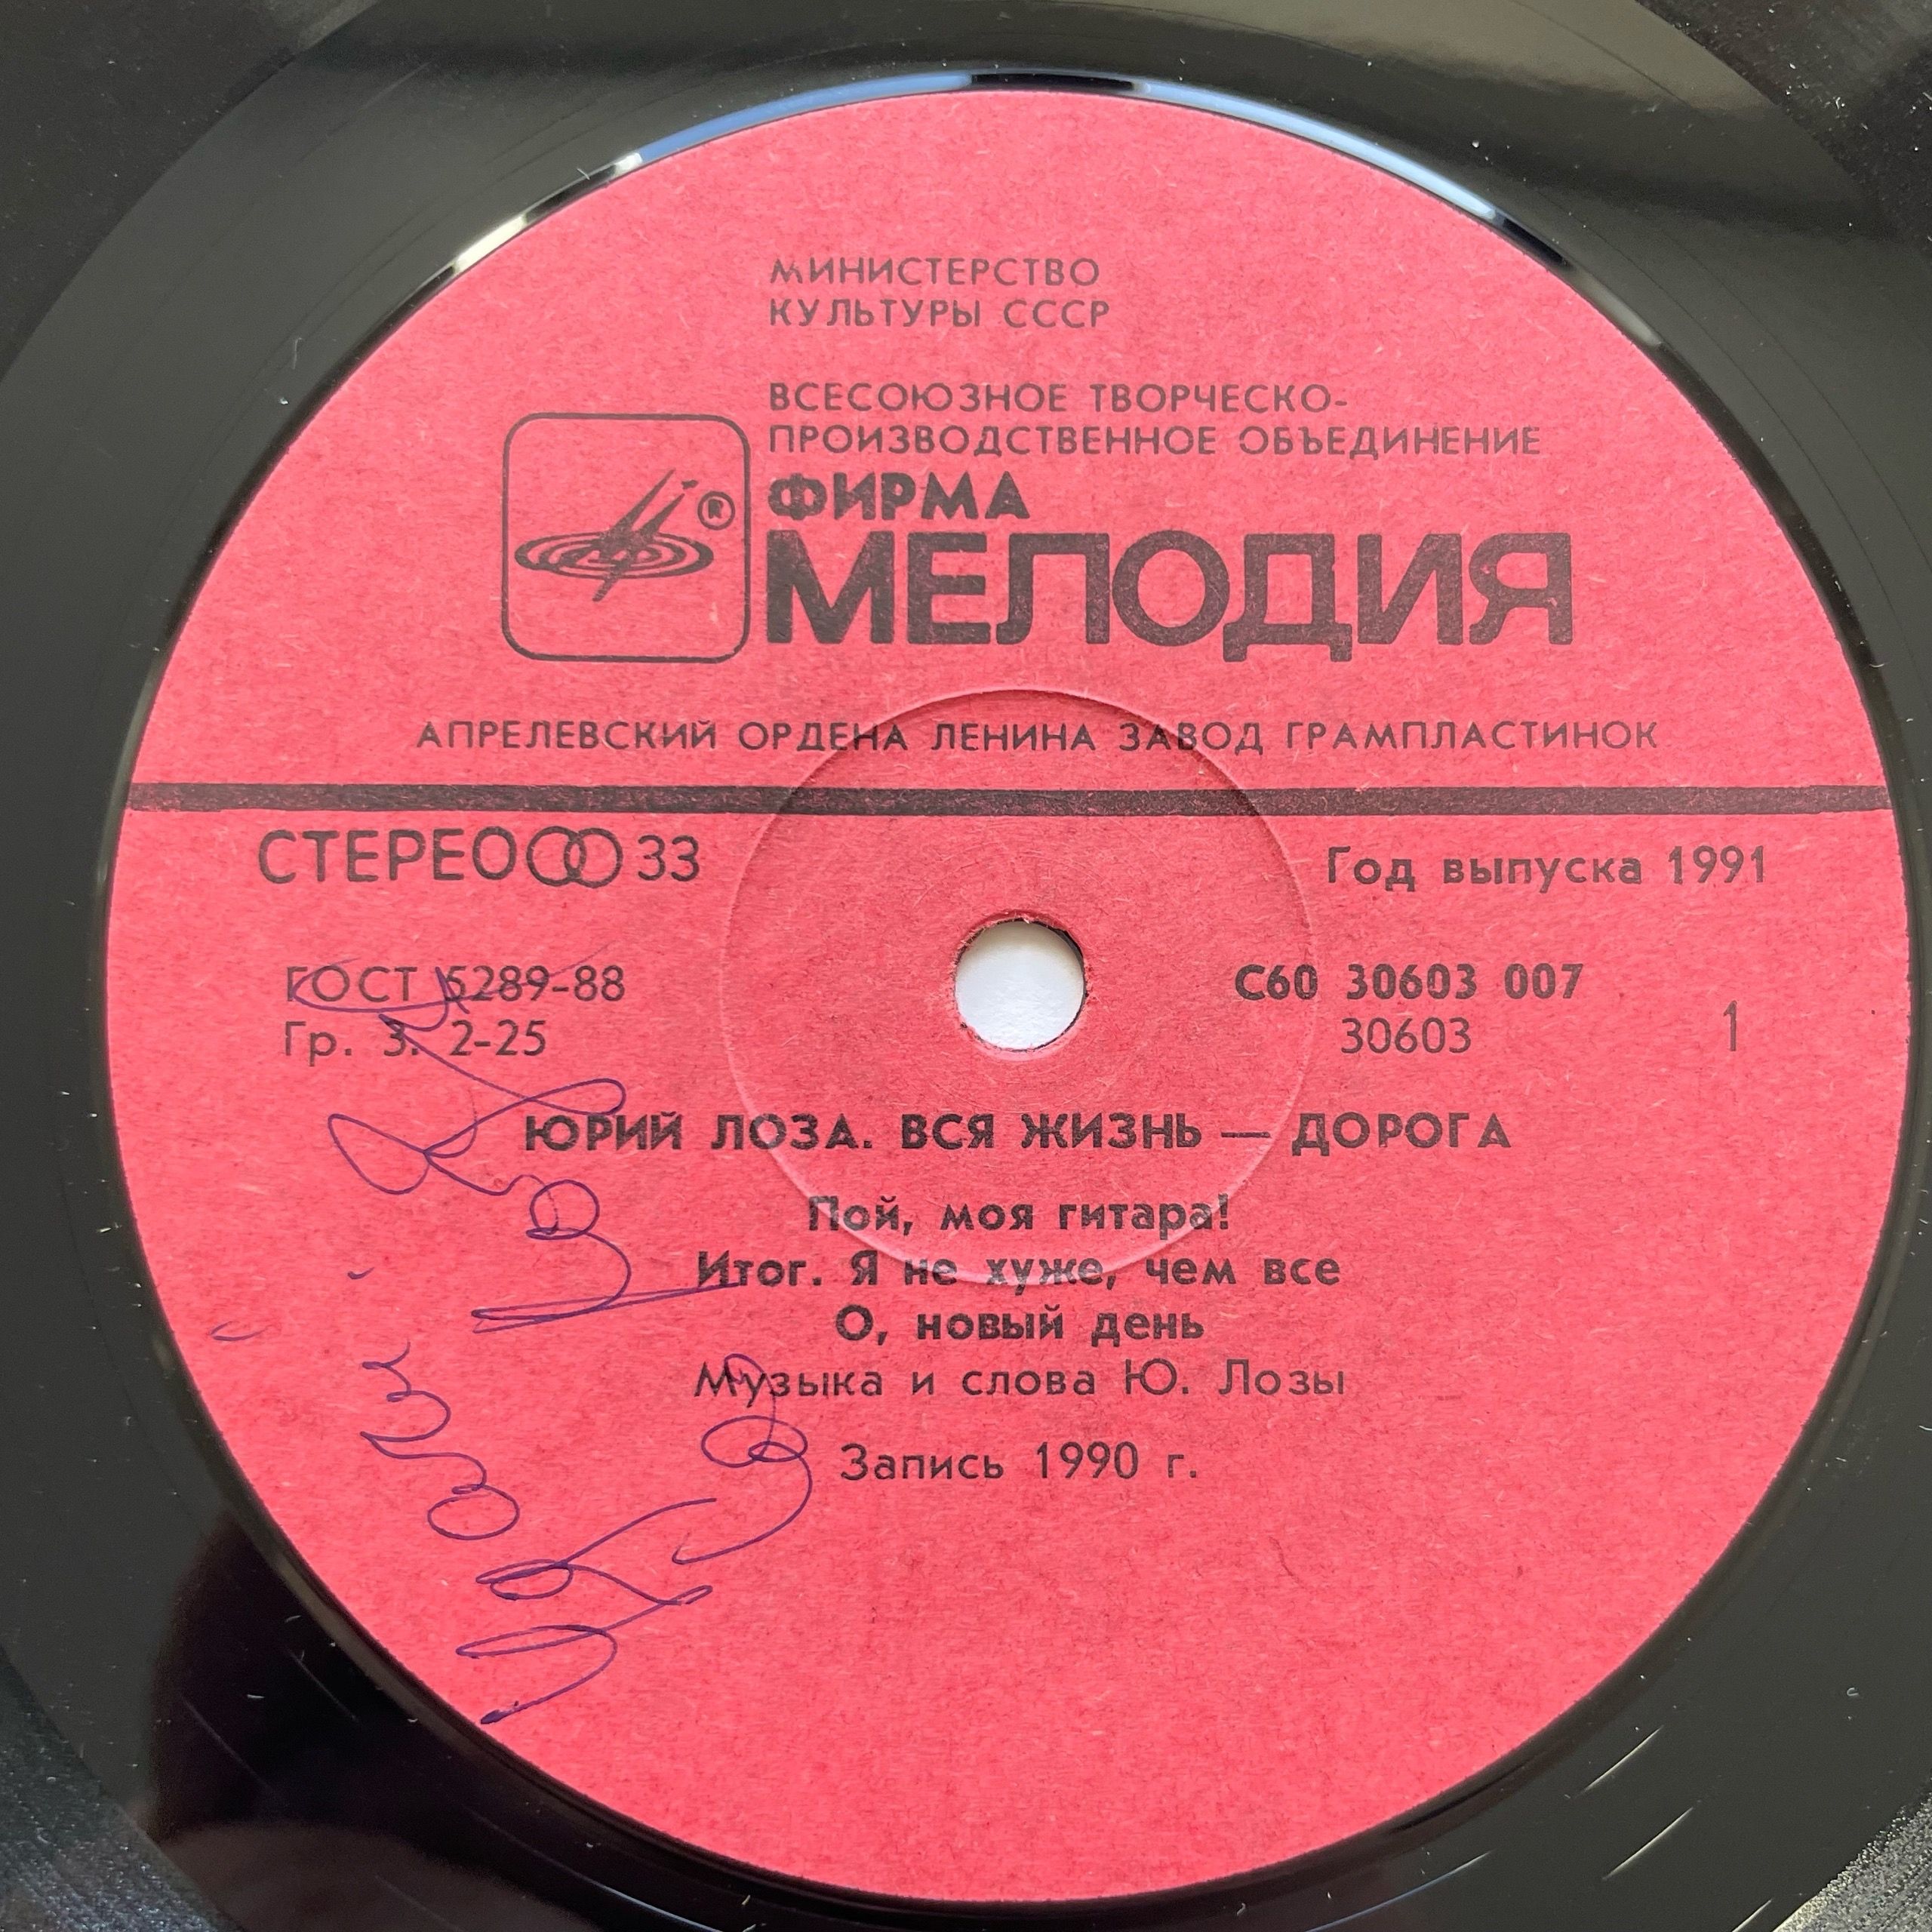 МИНИСТЕРСТВО
КУЛЬТУРЫ СССР
ВСЕСОЮЗНОЕ ТВОРЧЕСКО-
ПРОИЗВОДСТВЕННОЕ ОБЪЕДИНЕНИЕ
® ФИРМА
МЕЛОДИЯ
АПРЕЛЕВСКИЙ ОРДЕНА ЛЕНИНА ЗАВОД ГРАМПЛАСТИНОК
СТЕРЕО 33 Год выпуска 1991
ГОСТ 5289-88 С60 30603 007
Гр. 3. 2-25 30603 1
ЮРИЙ ЛОЗА. ВСЯ ЖИЗНЬ — ДОРОГА
Пой, моя гитара!
Итог. Я не хуже, чем все
О, новый день
Музыка и слова Ю. Лозы
Запись 1990 г.